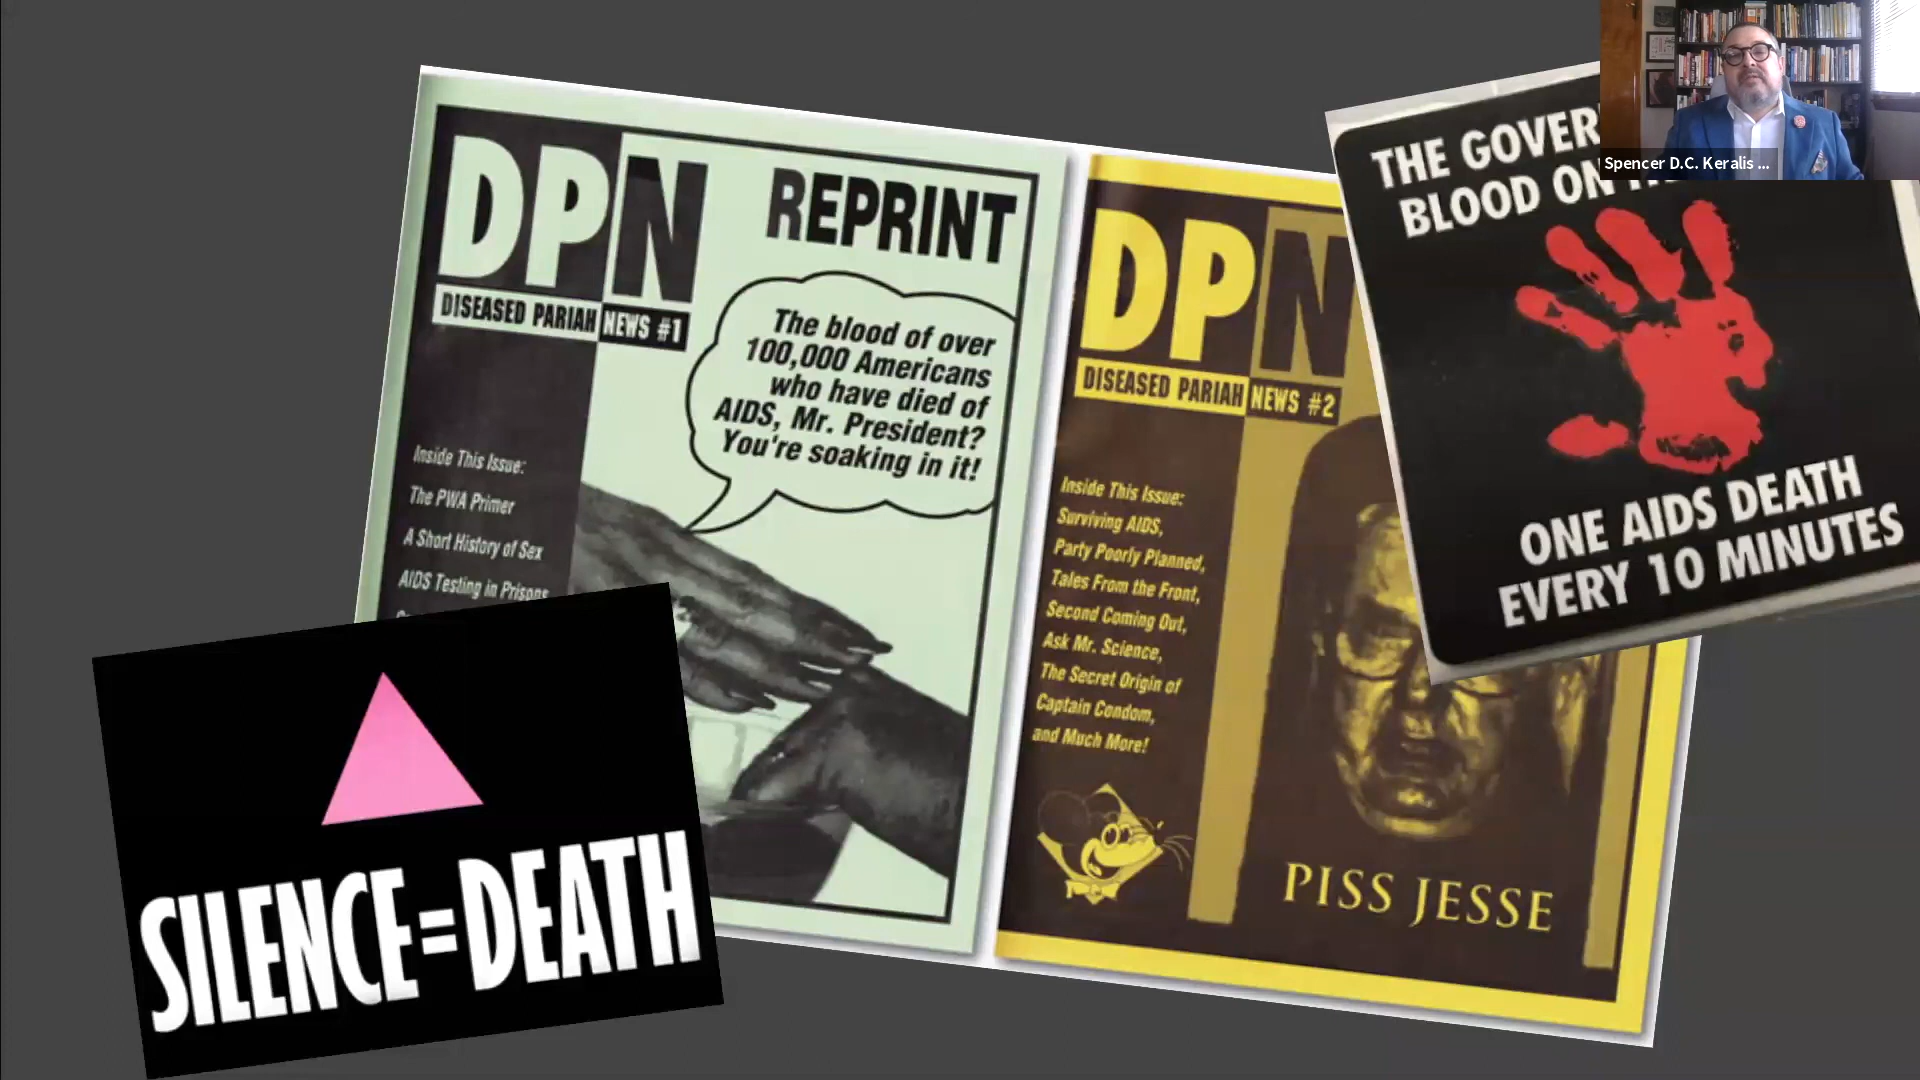 DPN
DISEASED PARIAH NEWS #1
REPRINT
The blood of over
100,000 Americans
who have died of
AIDS, Mr. President?
You're soaking in it!
Inside This Issue:
The PWA Primer
A Short History of Sex
AIDS Testing in Prisons
DPN
DISEASED PARIAH NEWS #2
Inside This Issue:
Surviving AIDS,
Party Poorly Planned,
Tales From the Front,
Second Coming Out,
Ask Mr. Science,
The Secret Origin of
Captain Condom,
and Much More!
PISS JESSE
THE GOVER
BLOOD ON
ONE AIDS DEATH
EVERY 10 MINUTES
Spencer D.C. Keralis ...
SILENCE=DEATH